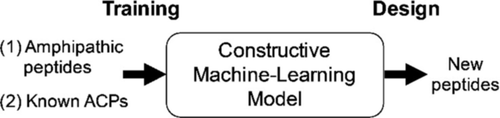 Training
Design
(1) Amphipathic
peptides
(2) Known ACPs
Constructive
Machine-Learning
Model
New
peptides